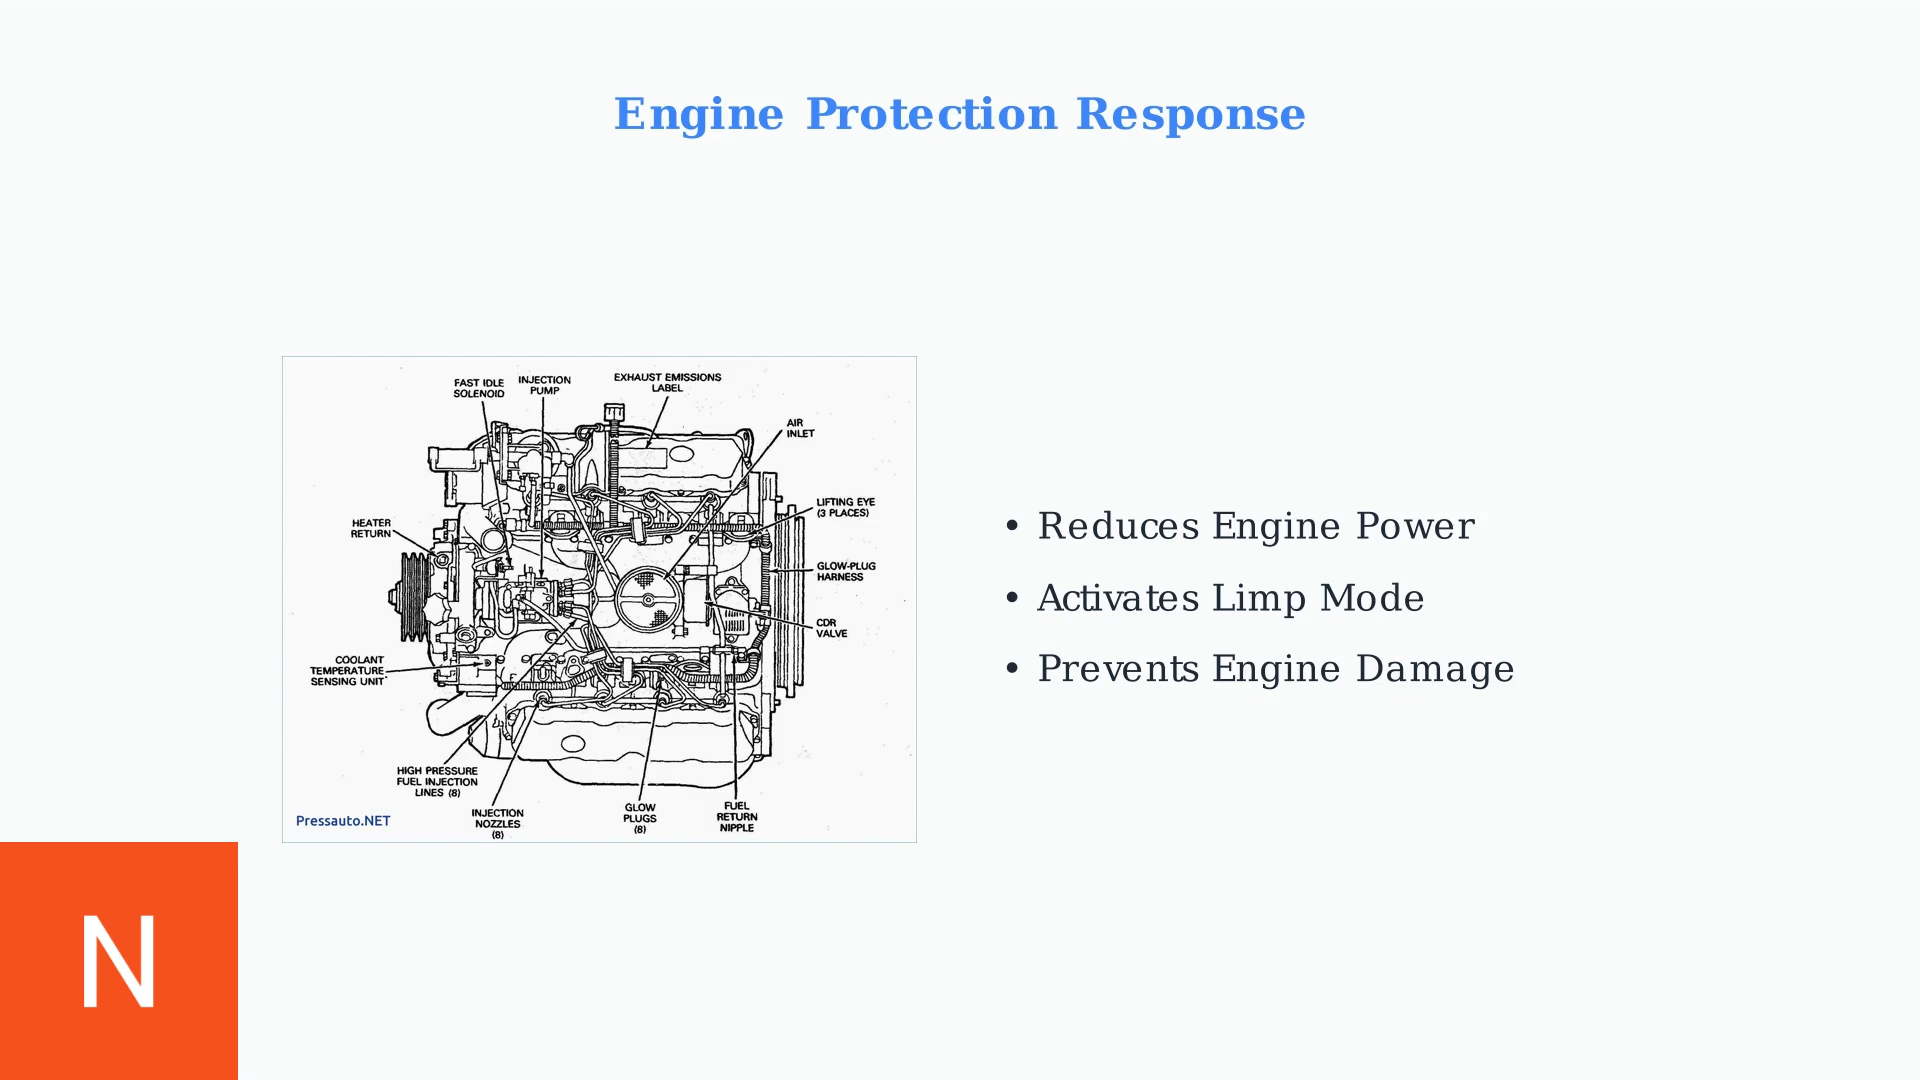 Engine Protection Response
FAST IDLE
SOLENOID
INJECTION
PUMP
EXHAUST EMISSIONS
LABEL
AIR
INLET
LIFTING EYE
(3 PLACES)
HEATER
RETURN
GLOW-PLUG
HARNESS
CDR
VALVE
COOLANT
TEMPERATURE
SENSING UNIT
HIGH PRESSURE
FUEL INJECTION
LINES (8)
INJECTION
NOZZLES
(8)
GLOW
PLUGS
(8)
FUEL
RETURN
NIPPLE
Pressauto.NET
• Reduces Engine Power
• Activates Limp Mode
• Prevents Engine Damage
N